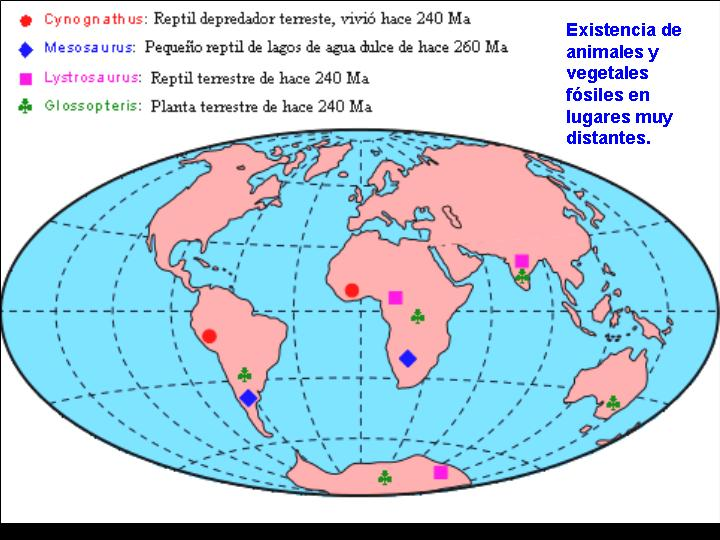 Cynognathus: Reptil depredador terreste, vivió hace 240 Ma
Mesosaurus: Pequeño reptil de lagos de agua dulce de hace 260 Ma
Lystrosaurus: Reptil terrestre de hace 240 Ma
Glossopteris: Planta terrestre de hace 240 Ma
Existencia de
animales y
vegetales
fósiles en
lugares muy
distantes.